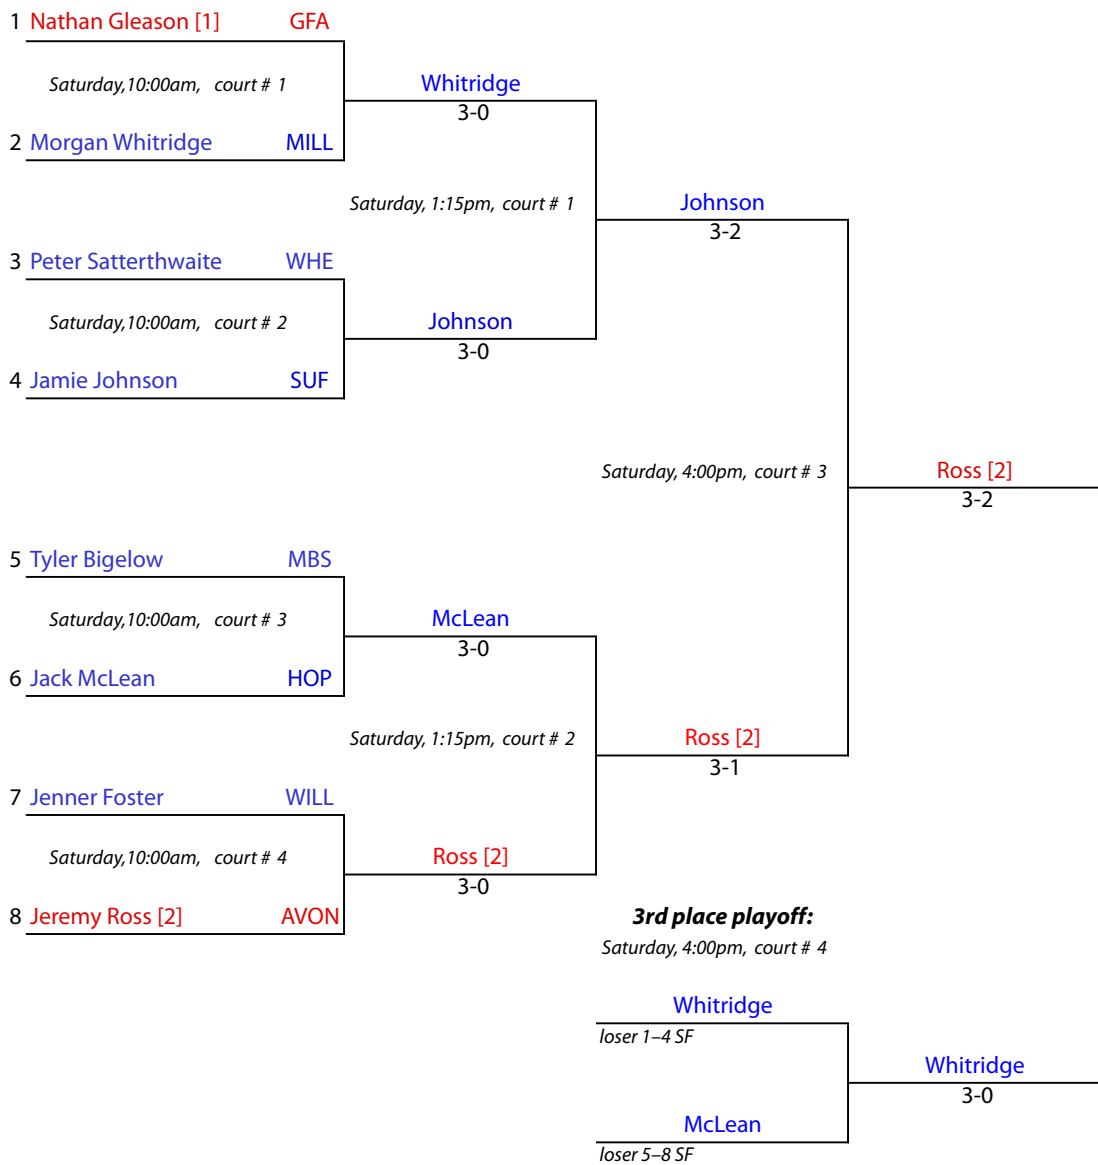 1 Nathan Gleason [1] GFA
Saturday,10:00am, court # 1
Whitridge
3-0
2 Morgan Whitridge MILL
Saturday, 1:15pm, court # 1
Johnson
3-2
3 Peter Satterthwaite WHE
Saturday,10:00am, court # 2
Johnson
3-0
4 Jamie Johnson SUF
Saturday, 4:00pm, court # 3
Ross [2]
3-2
5 Tyler Bigelow MBS
Saturday,10:00am, court # 3
McLean
3-0
6 Jack McLean HOP
Saturday, 1:15pm, court # 2
Ross [2]
3-1
7 Jenner Foster WILL
Saturday,10:00am, court # 4
Ross [2]
3-0
8 Jeremy Ross [2] AVON
3rd place playoff:
Saturday, 4:00pm, court # 4
Whitridge
loser 1–4 SF
Whitridge
3-0
McLean
loser 5–8 SF